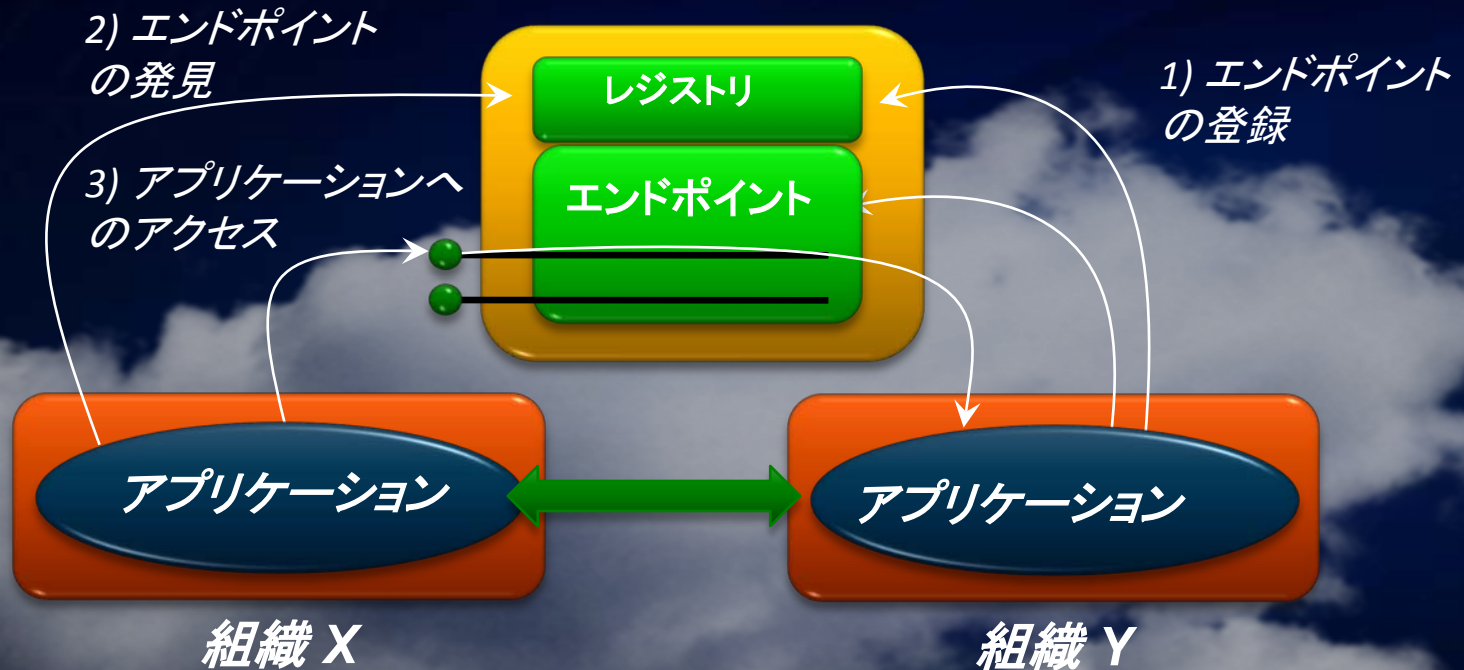 2) エンドポイント
の発見
レジストリ
1) エンドポイント
の登録
3) アプリケーションへ
のアクセス
エンドポイント
アプリケーション
アプリケーション
組織 X
組織 Y